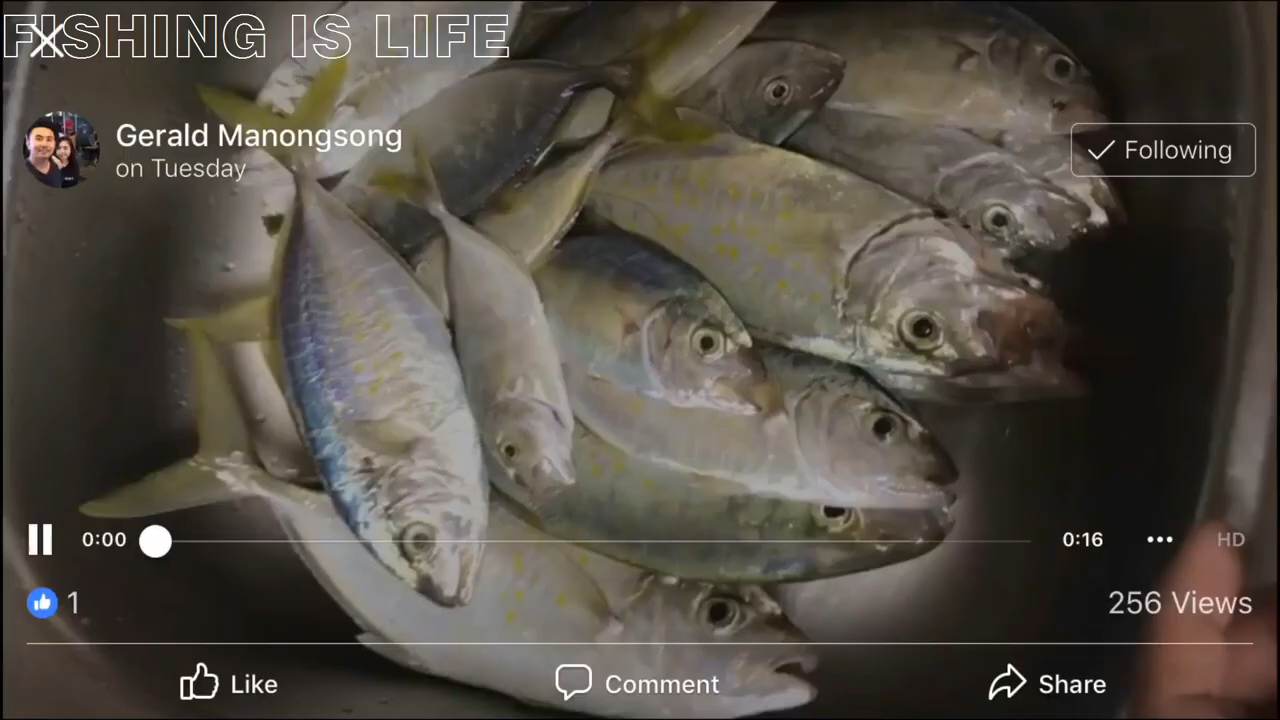 FISHING IS LIFE
Gerald Manongsong
on Tuesday
Following
0:00
0:16
HD
1
256 Views
Like
Comment
Share